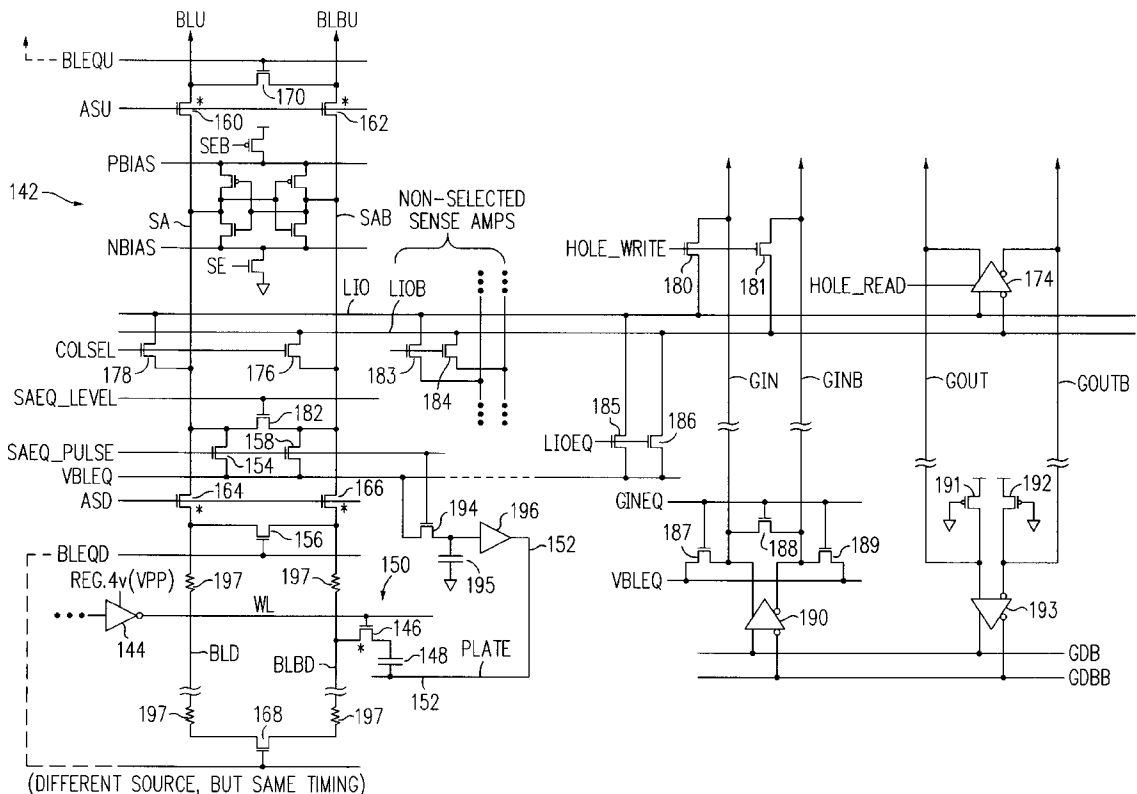 BLU BLBU
BLEQU
170
ASU * *
160 162
SEB
PBIAS
142
SA SAB
NON-SELECTED
SENSE AMPS
NBIAS
SE
HOLE_WRITE
180 181
HOLE_READ 174
LIO LIOB
COLSEL
178 176 183 184
GIN GINB GOUT GOUTB
SAEQ_LEVEL
182
185 186
LIOEQ
SAEQ_PULSE 158
154
VBLEQ
164 166
ASD * *
194 196
152
156
BLEQD
195
191 192
GINEQ
187 188 189
VBLEQ
190 193
197 197 150
REG.4v(VPP)
WL
144
146
*
148
BLD BLBD
PLATE
152
GDB
GDBB
197 168 197
(DIFFERENT SOURCE, BUT SAME TIMING)